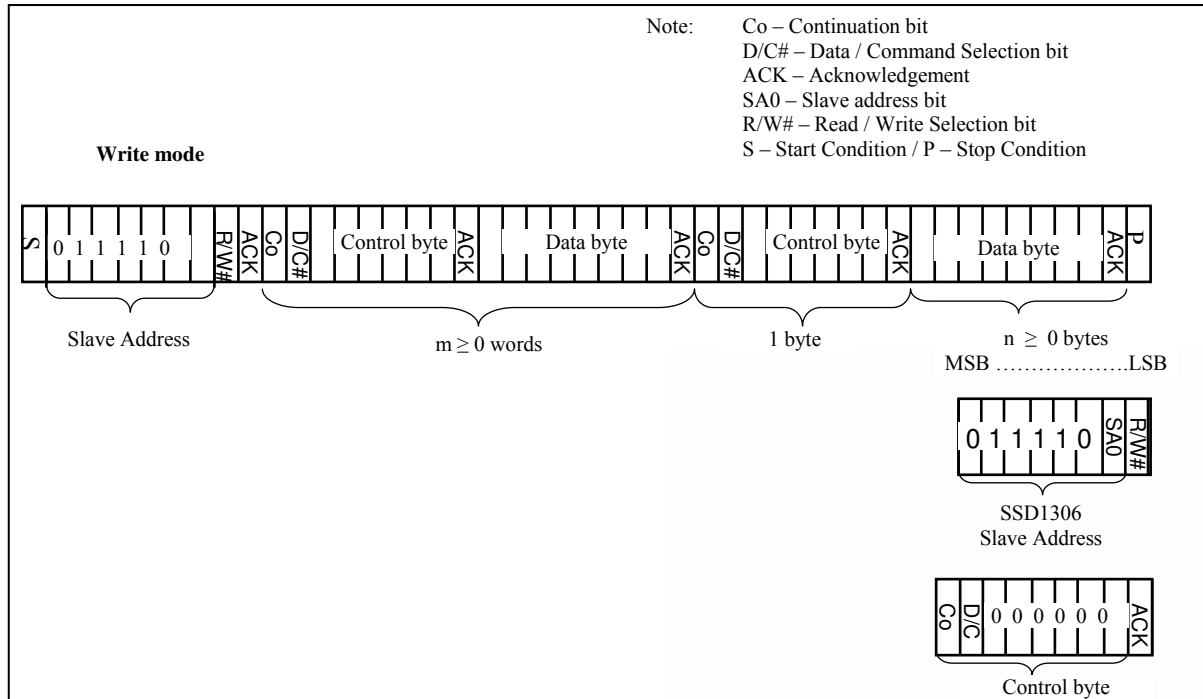 Note: Co – Continuation bit
D/C# – Data / Command Selection bit
ACK – Acknowledgement
SA0 – Slave address bit
R/W# – Read / Write Selection bit
S – Start Condition / P – Stop Condition
Write mode
S 0 1 1 1 1 0 R/W# ACK Co D/C# Control byte ACK Data byte ACK Co D/C# Control byte ACK Data byte ACK P
Slave Address m ≥ 0 words 1 byte n ≥ 0 bytes
MSB ……………….LSB
0 1 1 1 1 0 SA0 R/W#
SSD1306
Slave Address
Co D/C 0 0 0 0 0 0 ACK
Control byte